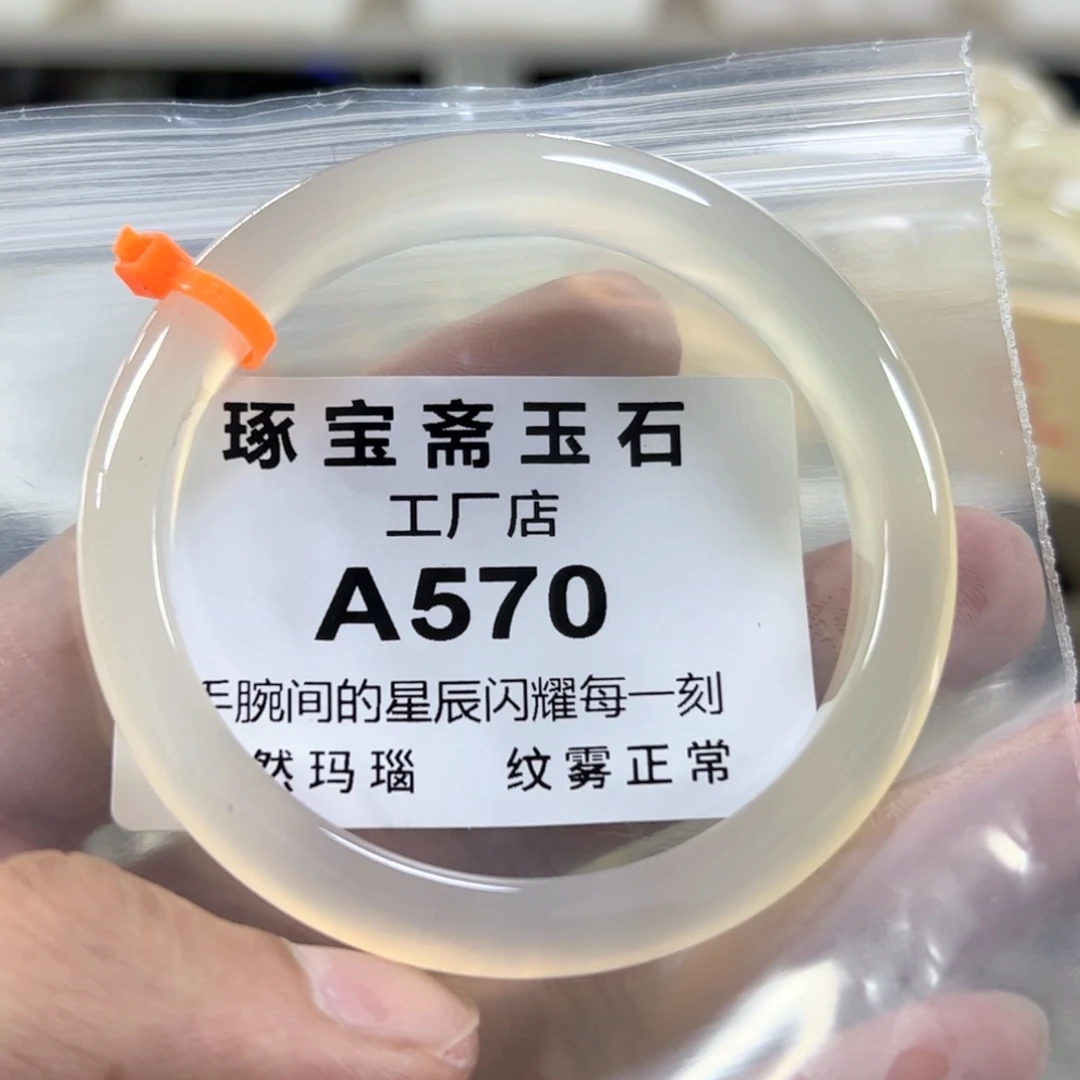 琢宝斋玉石
工厂店
A570
手腕间的星辰闪耀每一刻
然玛瑙 纹雾正常